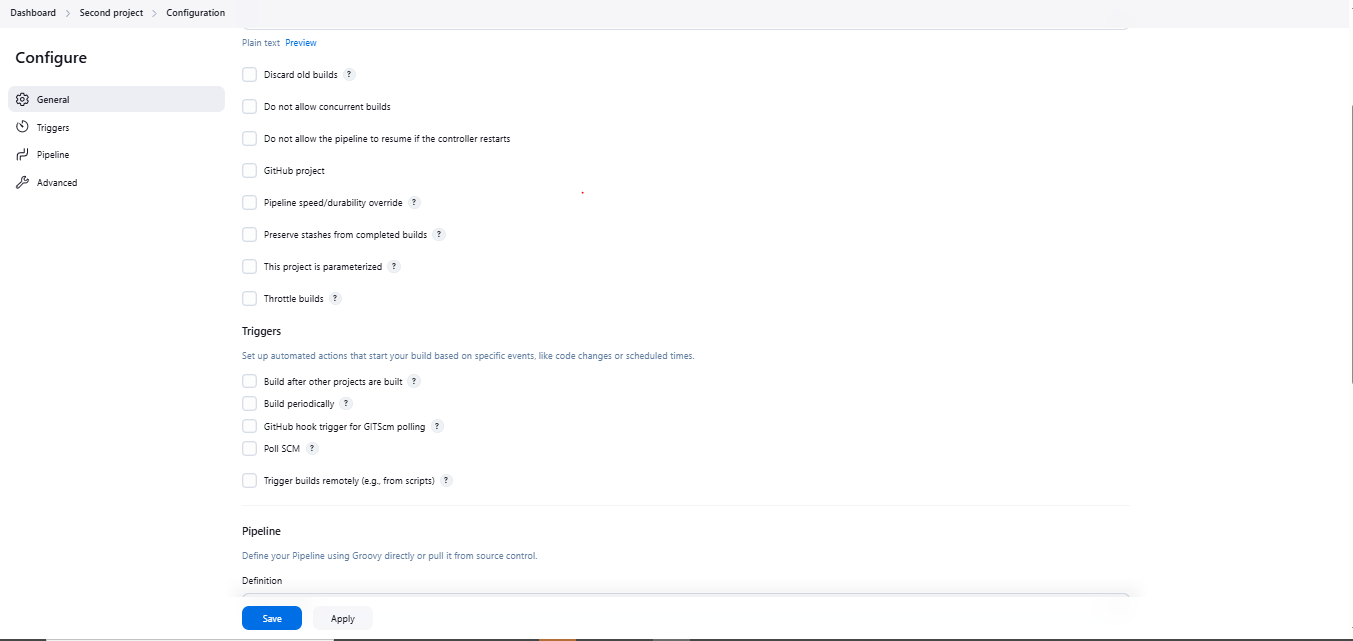 Dashboard > Second project > Configuration
Configure
General
Triggers
Pipeline
Advanced
Plain text Preview
Discard old builds ?
Do not allow concurrent builds
Do not allow the pipeline to resume if the controller restarts
GitHub project
Pipeline speed/durability override ?
Preserve stashes from completed builds ?
This project is parameterized ?
Throttle builds ?
Triggers
Set up automated actions that start your build based on specific events, like code changes or scheduled times.
Build after other projects are built ?
Build periodically ?
GitHub hook trigger for GITScm polling ?
Poll SCM ?
Trigger builds remotely (e.g., from scripts) ?
Pipeline
Define your Pipeline using Groovy directly or pull it from source control.
Definition
Save Apply